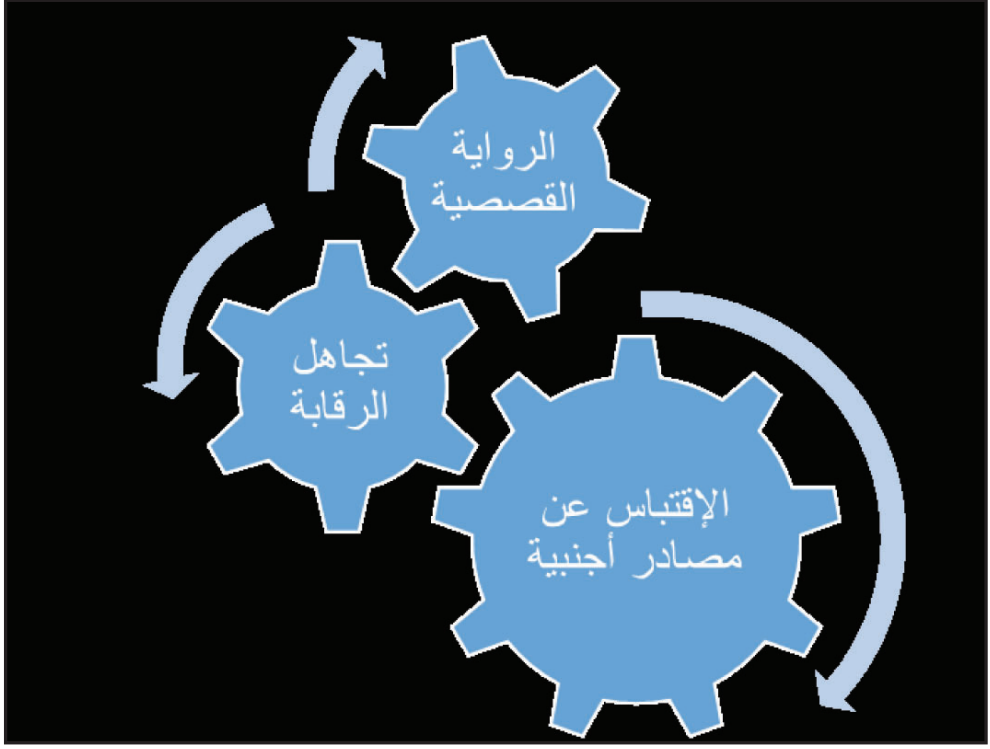 الرواية
القصصية
تجاهل
الرقابة
الإقتباس عن
مصادر أجنبية